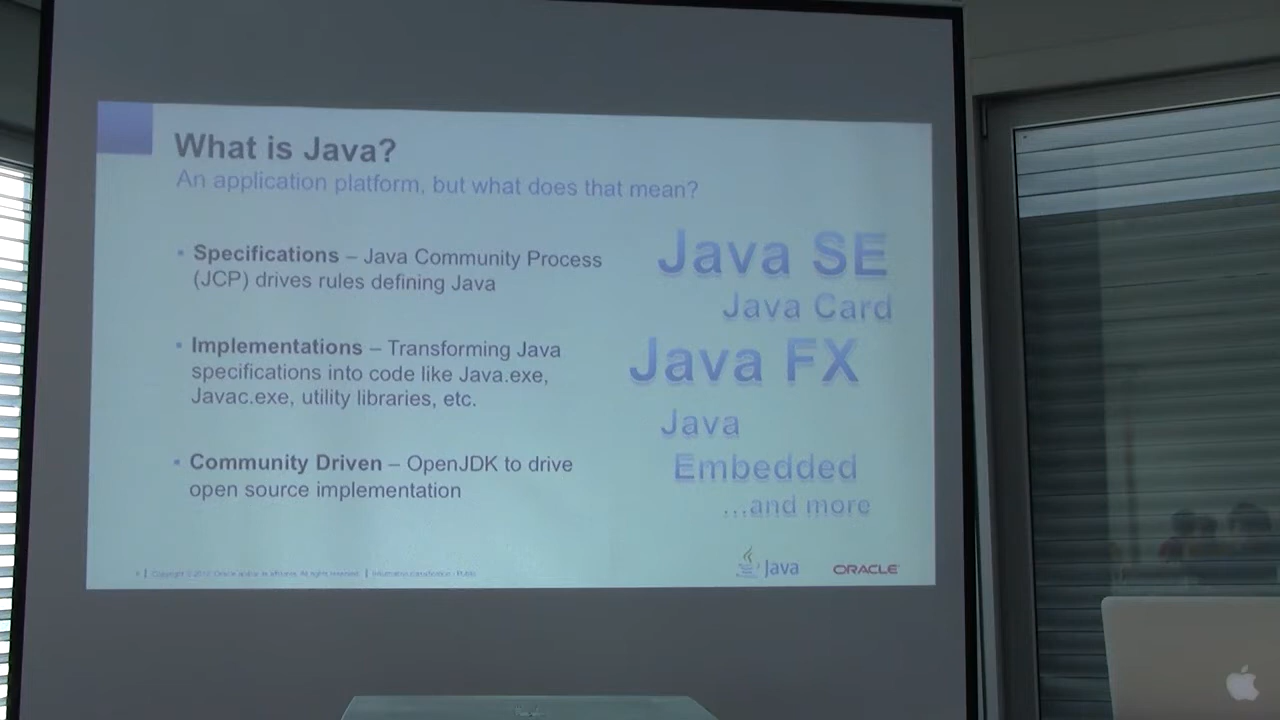 What is Java?
An application platform, but what does that mean?
▪ Specifications – Java Community Process
(JCP) drives rules defining Java
▪ Implementations – Transforming Java
specifications into code like Java.exe,
Javac.exe, utility libraries, etc.
▪ Community Driven – OpenJDK to drive
open source implementation
Java SE
Java Card
Java FX
Java
Embedded
...and more
Java
ORACLE